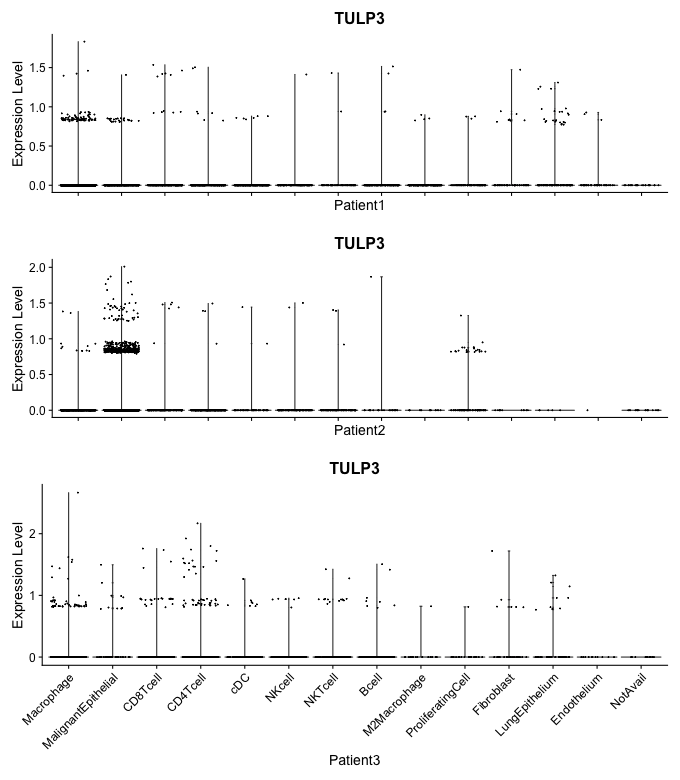 TULP3
Expression Level
1.5
1.0
0.5
0.0
Patient1
TULP3
Expression Level
2.0
1.5
1.0
0.5
0.0
Patient2
TULP3
Expression Level
2
1
0
Macrophage
MalignantEpithelial
CD8Tcell
CD4Tcell
cDC
NKcell
NKTcell
Bcell
M2Macrophage
ProliferatingCell
Fibroblast
LungEpithelium
Endothelium
NotAvail
Patient3